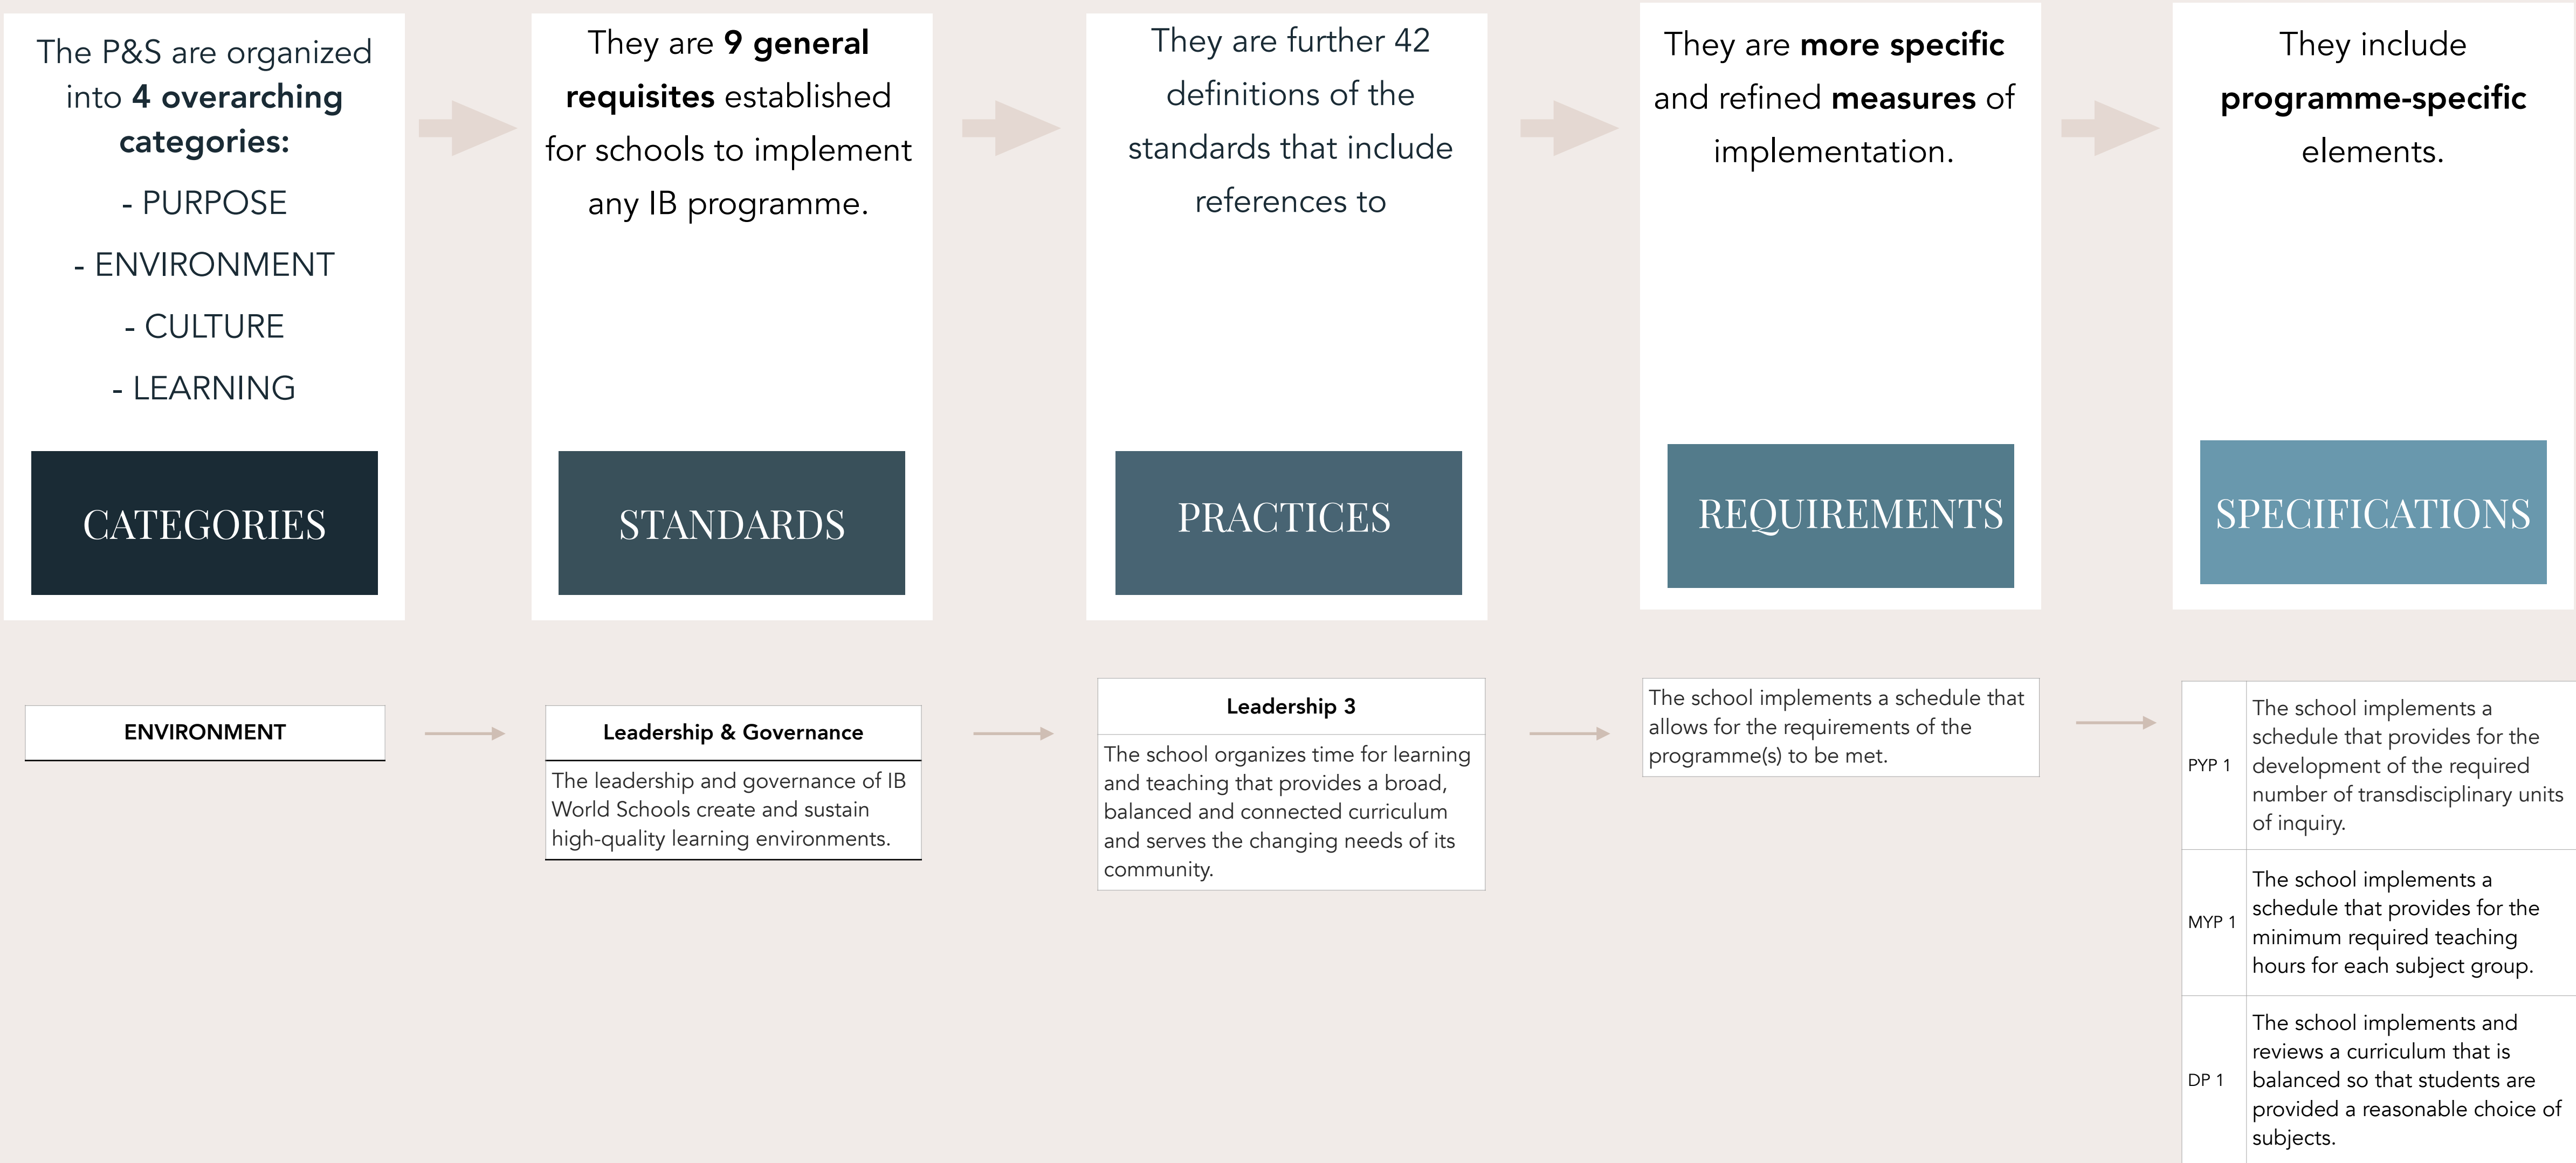 The P&S are organized
into 4 overarching
categories:
- PURPOSE
- ENVIRONMENT
- CULTURE
- LEARNING
CATEGORIES
They are 9 general
requisites established
for schools to implement
any IB programme.
STANDARDS
They are further 42
definitions of the
standards that include
references to
PRACTICES
They are more specific
and refined measures of
implementation.
REQUIREMENTS
They include
programme-specific
elements.
SPECIFICATIONS
ENVIRONMENT
Leadership & Governance
The leadership and governance of IB
World Schools create and sustain
high-quality learning environments.
Leadership 3
The school organizes time for learning
and teaching that provides a broad,
balanced and connected curriculum
and serves the changing needs of its
community.
The school implements a schedule that
allows for the requirements of the
programme(s) to be met.
PYP 1
The school implements a
schedule that provides for the
development of the required
number of transdisciplinary units
of inquiry.
MYP 1
The school implements a
schedule that provides for the
minimum required teaching
hours for each subject group.
DP 1
The school implements and
reviews a curriculum that is
balanced so that students are
provided a reasonable choice of
subjects.